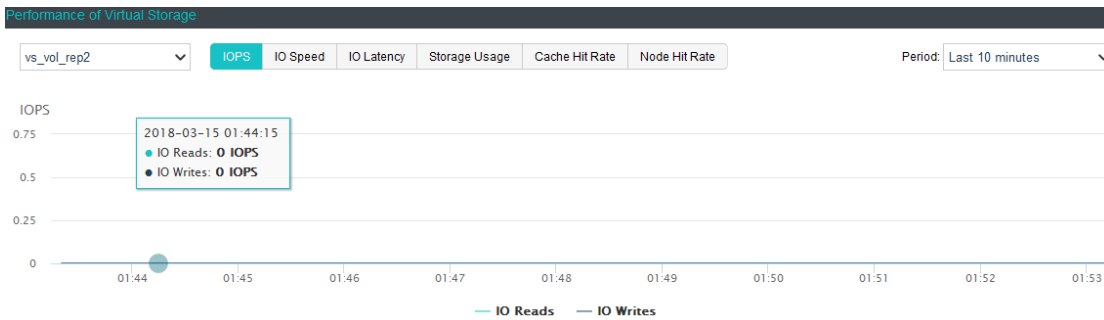 Performance of Virtual Storage
vs_vol_rep2 IOPS IO Speed IO Latency Storage Usage Cache Hit Rate Node Hit Rate Period: Last 10 minutes
IOPS
0.75
2018-03-15 01:44:15
IO Reads: 0 IOPS
IO Writes: 0 IOPS
0.5
0.25
0
01:44 01:45 01:46 01:47 01:48 01:49 01:50 01:51 01:52 01:53
IO Reads IO Writes